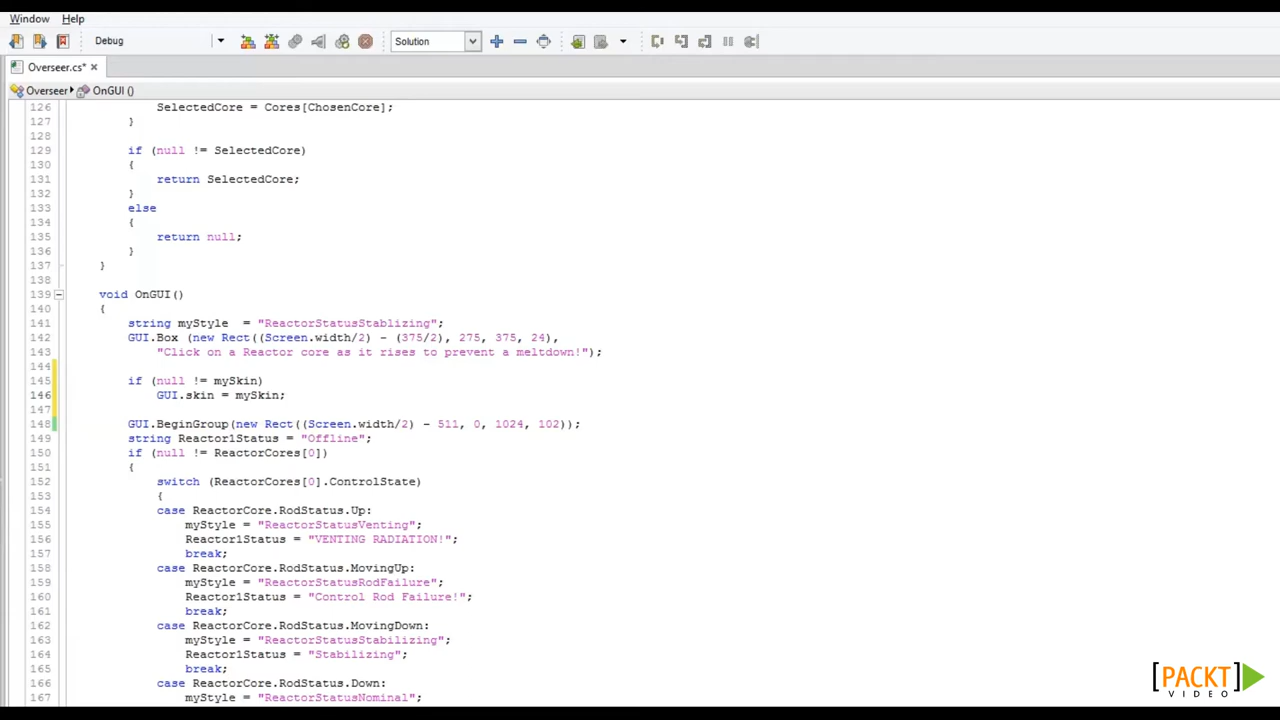 Window Help
Debug Solution
Overseer.cs* ×
Overseer OnGUI ()
126 SelectedCore = Cores[ChosenCore];
127 }
128
129 if (null != SelectedCore)
130 {
131 return SelectedCore;
132 }
133 else
134 {
135 return null;
136 }
137 }
138
139 void OnGUI()
140 {
141 string myStyle = "ReactorStatusStablizing";
142 GUI.Box (new Rect((Screen.width/2) - (375/2), 275, 375, 24),
143 "Click on a Reactor core as it rises to prevent a meltdown!");
144
145 if (null != mySkin)
146 GUI.skin = mySkin;
147
148 GUI.BeginGroup(new Rect((Screen.width/2) - 511, 0, 1024, 102));
149 string Reactor1Status = "Offline";
150 if (null != ReactorCores[0])
151 {
152 switch (ReactorCores[0].ControlState)
153 {
154 case ReactorCore.RodStatus.Up:
155 myStyle = "ReactorStatusVenting";
156 Reactor1Status = "VENTING RADIATION!";
157 break;
158 case ReactorCore.RodStatus.MovingUp:
159 myStyle = "ReactorStatusRodFailure";
160 Reactor1Status = "Control Rod Failure!";
161 break;
162 case ReactorCore.RodStatus.MovingDown:
163 myStyle = "ReactorStatusStabilizing";
164 Reactor1Status = "Stabilizing";
165 break;
166 case ReactorCore.RodStatus.Down:
167 myStyle = "ReactorStatusNominal";
[PACKT]
VIDEO